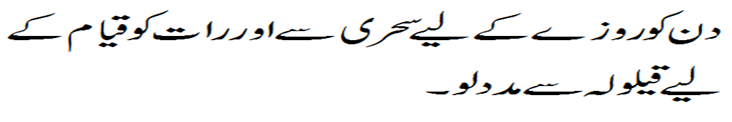 دن کو روزے کے لیے سحری سے اور رات کو قیام کے
لیے قیلولہ سے مدد لو۔